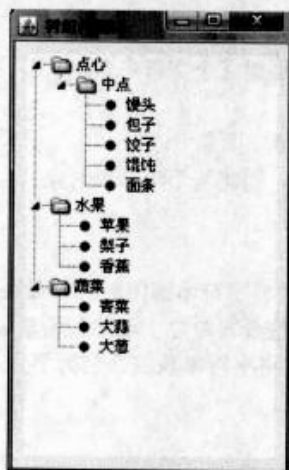 点心
中点
馒头
包子
饺子
馄饨
面条
水果
苹果
梨子
香蕉
蔬菜
青菜
大蒜
大葱